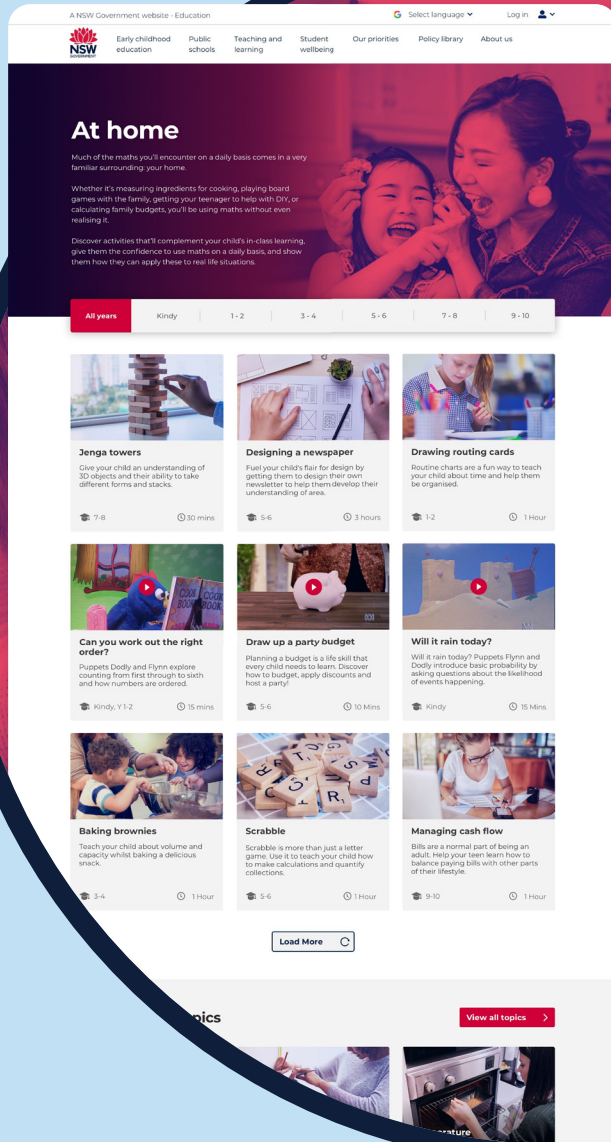 A NSW Government website - Education
Select language
Log in
NSW
GOVERNMENT
Early childhood
education
Public
schools
Teaching and
learning
Student
wellbeing
Our priorities
Policy library
About us
At home
Much of the maths you'll encounter on a daily basis comes in a very
familiar surrounding: your home.
Whether it's measuring ingredients for cooking, playing board
games with the family, getting your teenager to help with DIY, or
calculating family budgets, you'll be using maths without even
realising it.
Discover activities that'll complement your child's in-class learning,
give them the confidence to use maths on a daily basis, and show
them how they can apply these to real life situations.
All years
Kindy
1 - 2
3 - 4
5 - 6
7 - 8
9 - 10
Jenga towers
Give your child an understanding of
3D objects and their ability to take
different forms and stacks.
7-8
30 mins
Designing a newspaper
Fuel your child's flair for design by
getting them to design their own
newsletter to help them develop their
understanding of area.
5-6
3 hours
Drawing routing cards
Routine charts are a fun way to teach
your child about time and help them
be organised.
1-2
1 Hour
COOK
BOOK
COOK
BOOK
Can you work out the right
order?
Puppets Dodly and Flynn explore
counting from first through to sixth
and how numbers are ordered.
Kindy, Y 1-2
15 mins
Draw up a party budget
Planning a budget is a life skill that
every child needs to learn. Discover
how to budget, apply discounts and
host a party!
5-6
10 Mins
Will it rain today?
Will it rain today? Puppets Flynn and
Dodly introduce basic probability by
asking questions about the likelihood
of events happening.
Kindy
15 Mins
Baking brownies
Teach your child about volume and
capacity whilst baking a delicious
snack.
3-4
1 Hour
Scrabble
Scrabble is more than just a letter
game. Use it to teach your child how
to make calculations and quantify
collections.
5-6
1 Hour
Managing cash flow
Bills are a normal part of being an
adult. Help your teen learn how to
balance paying bills with other parts
of their lifestyle.
9-10
1 Hour
Load More
pics
View all topics
erature